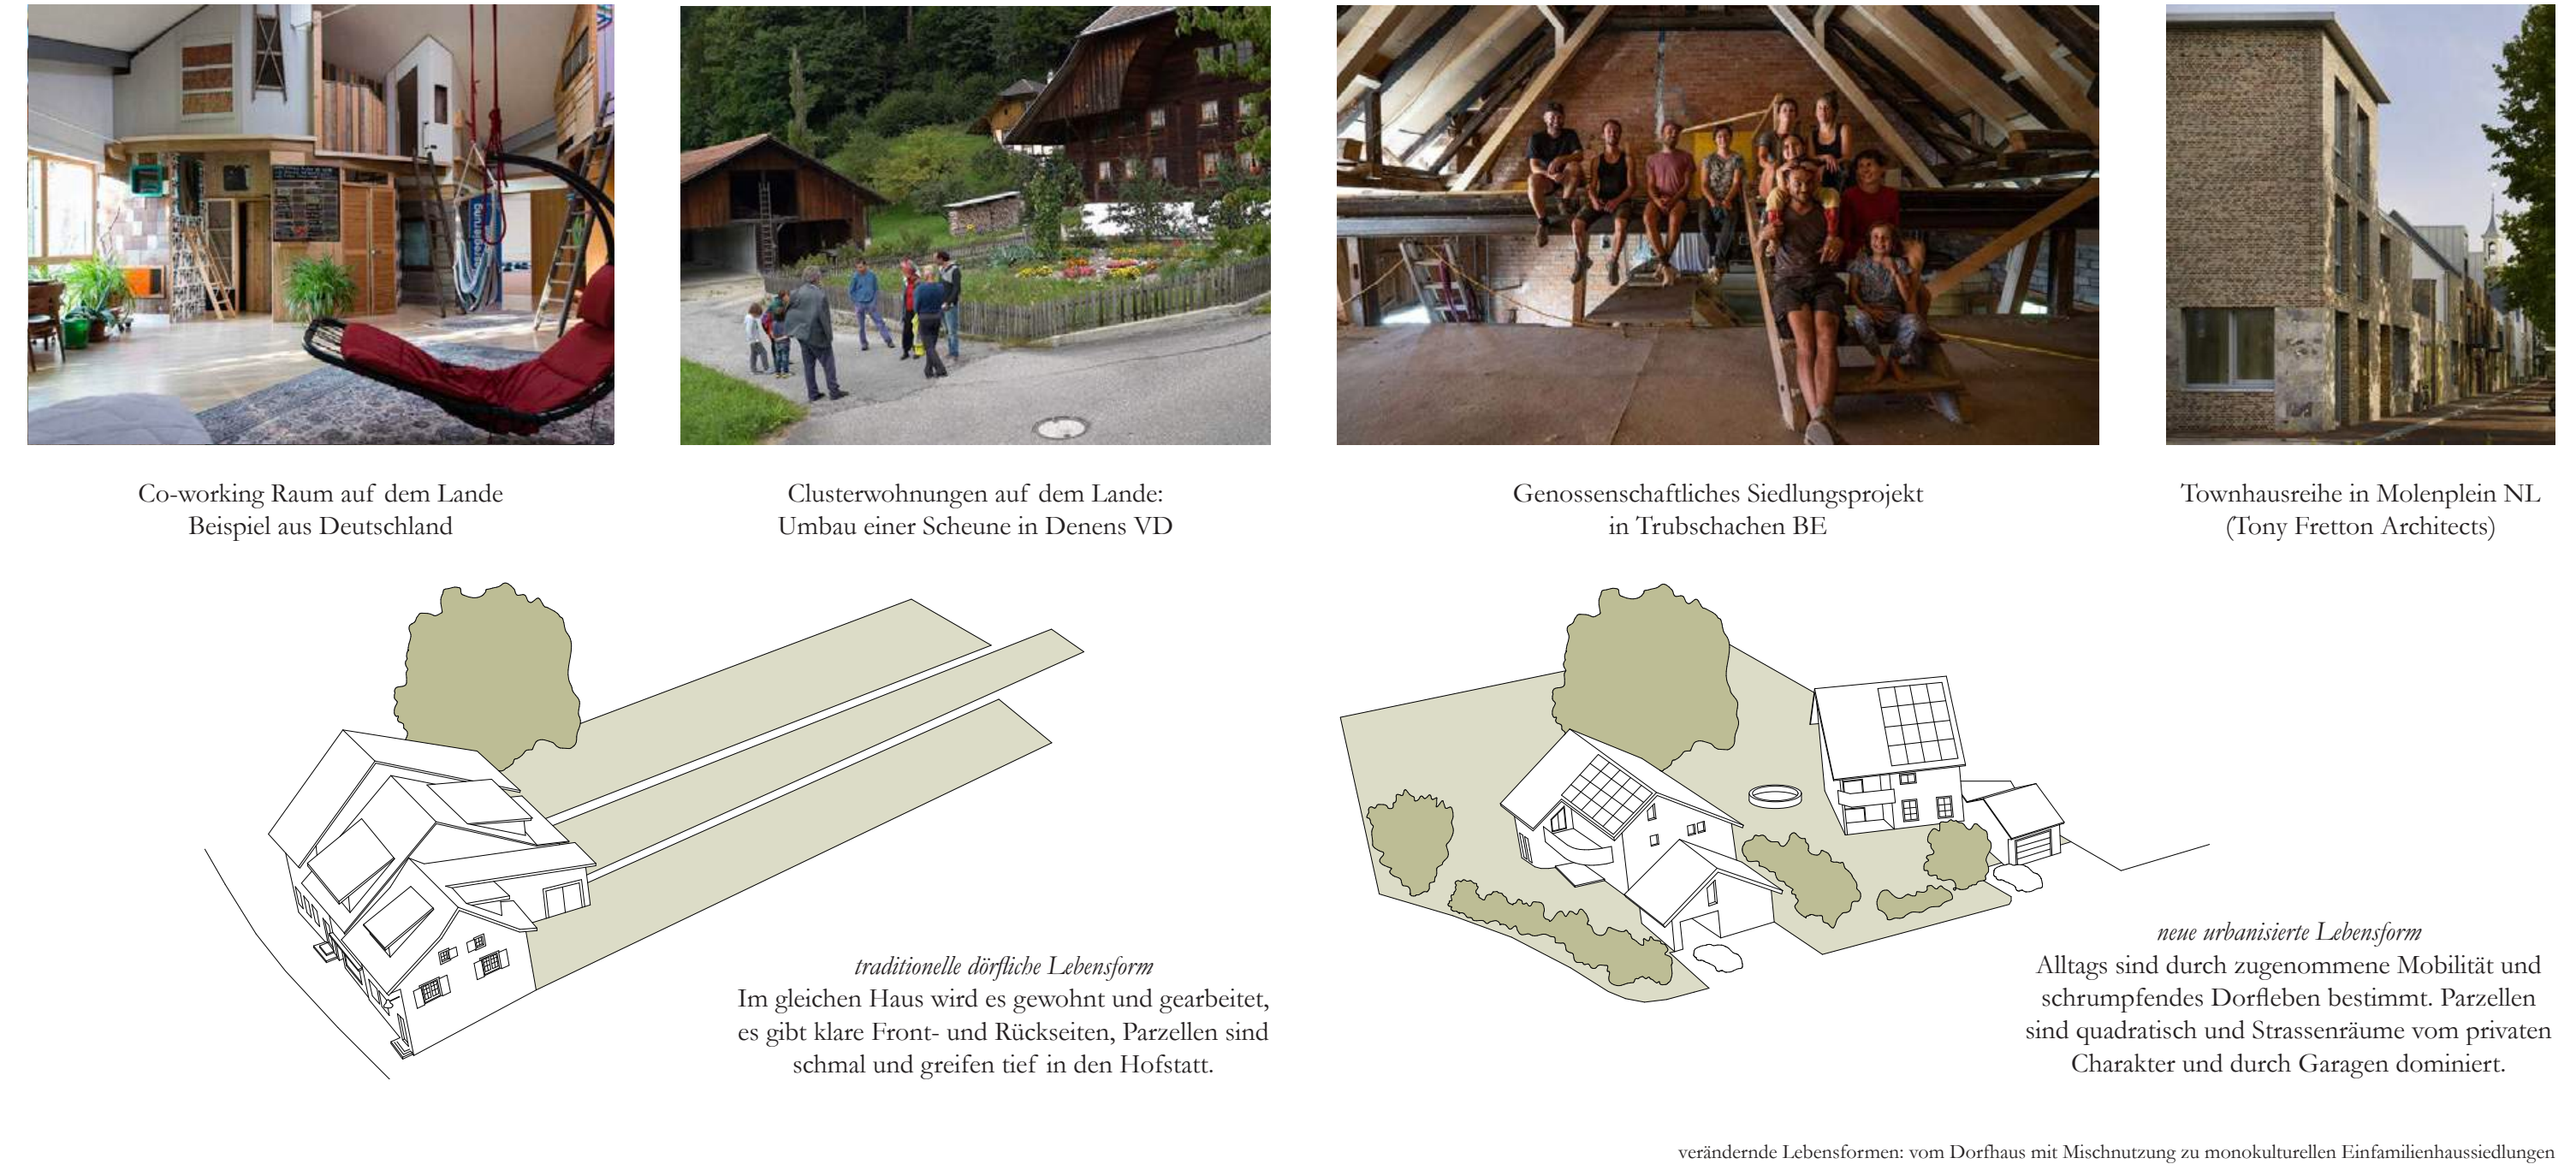 Co-working Raum auf dem Lande
Beispiel aus Deutschland
Clusterwohnungen auf dem Lande:
Umbau einer Scheune in Denens VD
Genossenschaftliches Siedlungsprojekt
in Trubschachen BE
Townhausreihe in Molenplein NL
(Tony Fretton Architects)
traditionelle dörfliche Lebensform
Im gleichen Haus wird es gewohnt und gearbeitet,
es gibt klare Front- und Rückseiten, Parzellen sind
schmal und greifen tief in den Hofstatt.
neue urbanisierte Lebensform
Alltags sind durch zugenommene Mobilität und
schrumpfendes Dorfleben bestimmt. Parzellen
sind quadratisch und Strassenräume vom privaten
Charakter und durch Garagen dominiert.
verändernde Lebensformen: vom Dorfhaus mit Mischnutzung zu monokulturellen Einfamilienhaussiedlungen